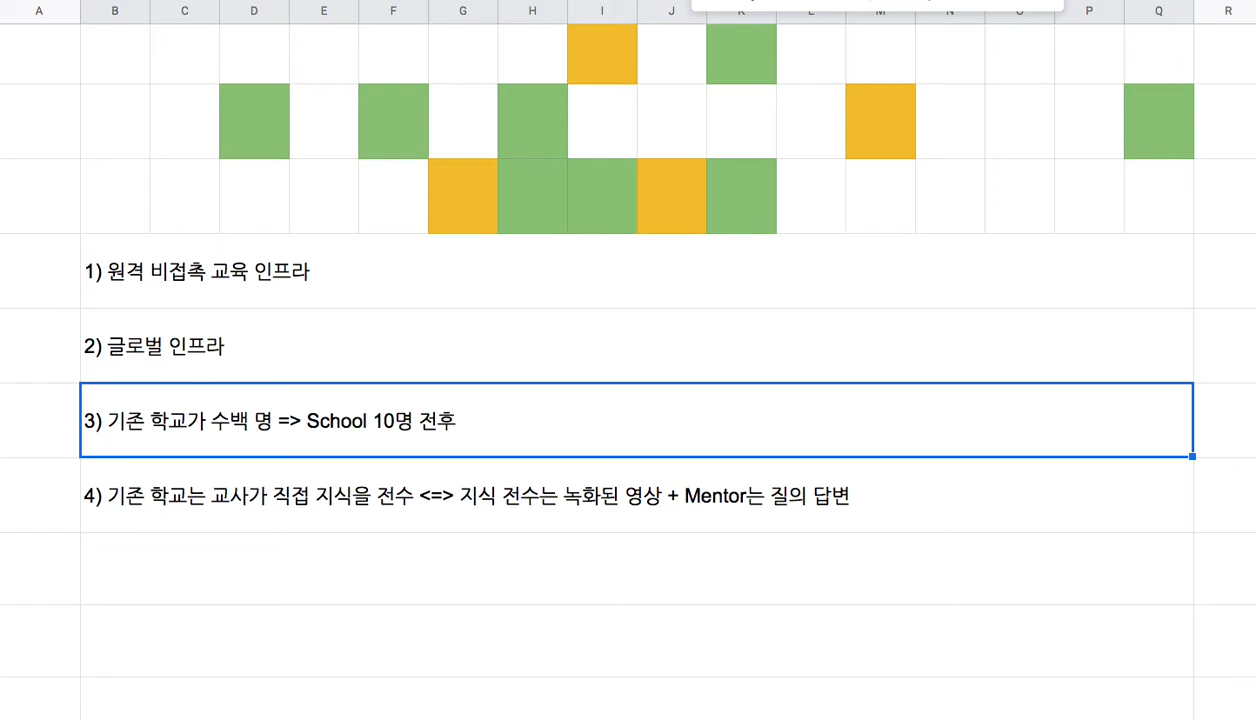 A B C D E F G H I J K L M N O P Q R
1) 원격 비접촉 교육 인프라
2) 글로벌 인프라
3) 기존 학교가 수백 명 => School 10명 전후
4) 기존 학교는 교사가 직접 지식을 전수 <=> 지식 전수는 녹화된 영상 + Mentor는 질의 답변